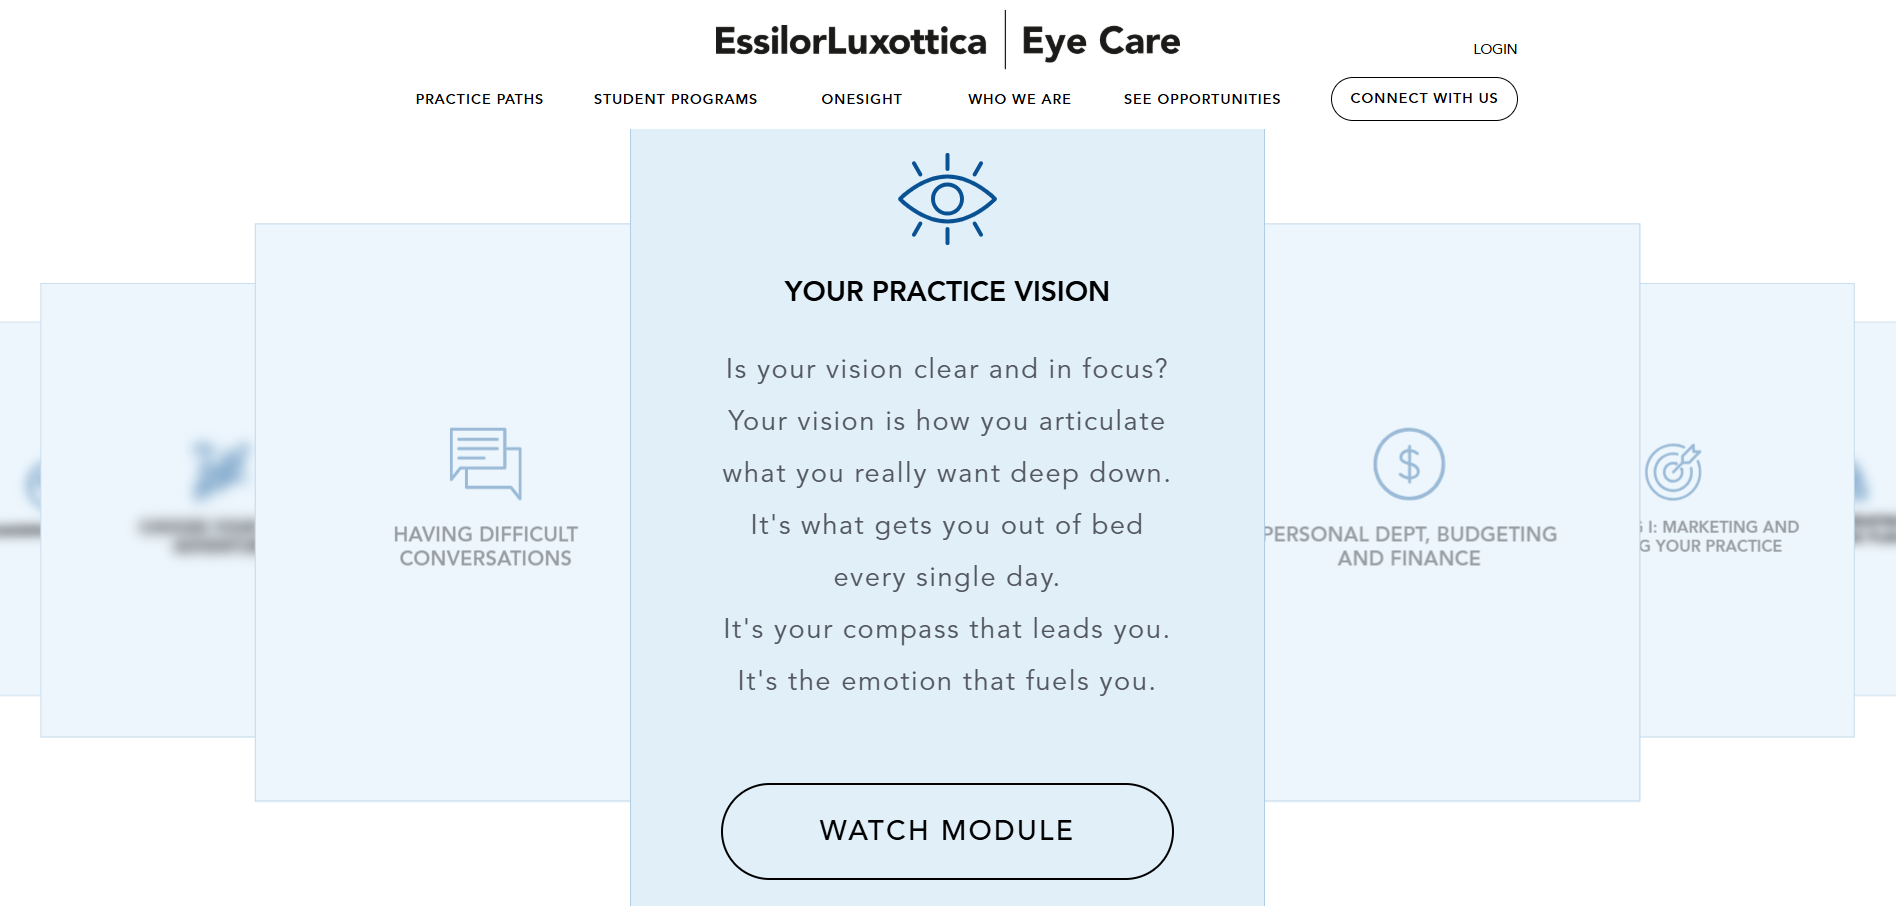 EssilorLuxottica | Eye Care
LOGIN
PRACTICE PATHS
STUDENT PROGRAMS
ONESIGHT
WHO WE ARE
SEE OPPORTUNITIES
CONNECT WITH US
HAVING DIFFICULT
CONVERSATIONS
YOUR PRACTICE VISION
Is your vision clear and in focus?
Your vision is how you articulate
what you really want deep down.
It's what gets you out of bed
every single day.
It's your compass that leads you.
It's the emotion that fuels you.
WATCH MODULE
PERSONAL DEPT, BUDGETING
AND FINANCE
I: MARKETING AND
YOUR PRACTICE